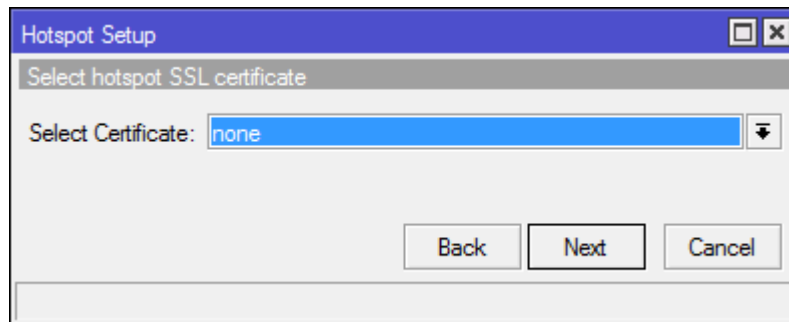 Hotspot Setup
Select hotspot SSL certificate
Select Certificate: none
Back Next Cancel